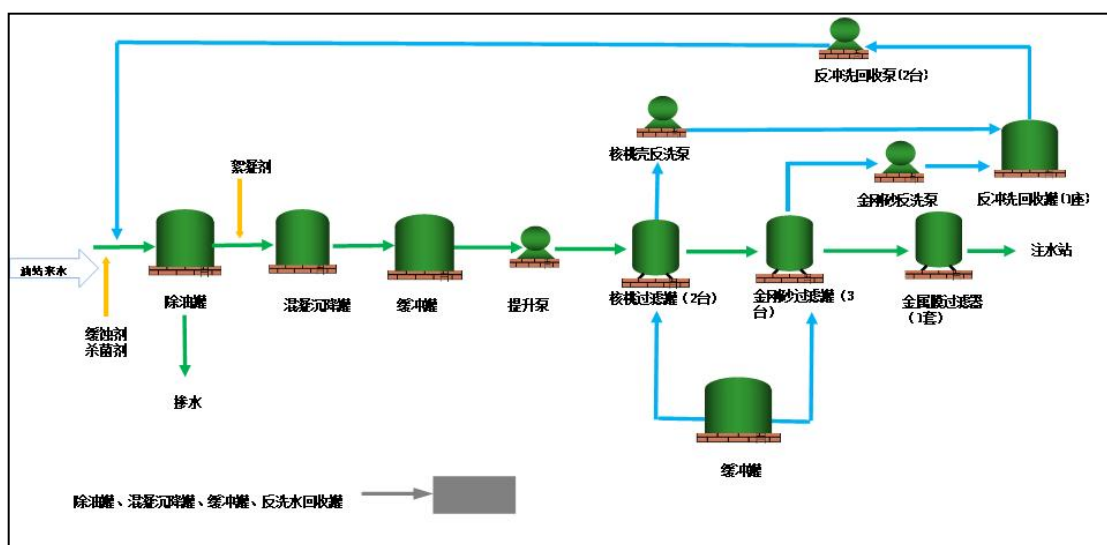 反冲洗回收泵(2台)
核桃壳反洗泵
絮凝剂
金刚砂反洗泵
反冲洗回收罐(1座)
油站来水
注水站
除油罐
混凝沉降罐
缓冲罐
提升泵
核桃过滤罐（2台）
金刚砂过滤罐（3
台）
金属膜过滤器
（1套）
缓蚀剂
杀菌剂
掺水
缓冲罐
除油罐、混凝沉降罐、缓冲罐、反洗水回收罐